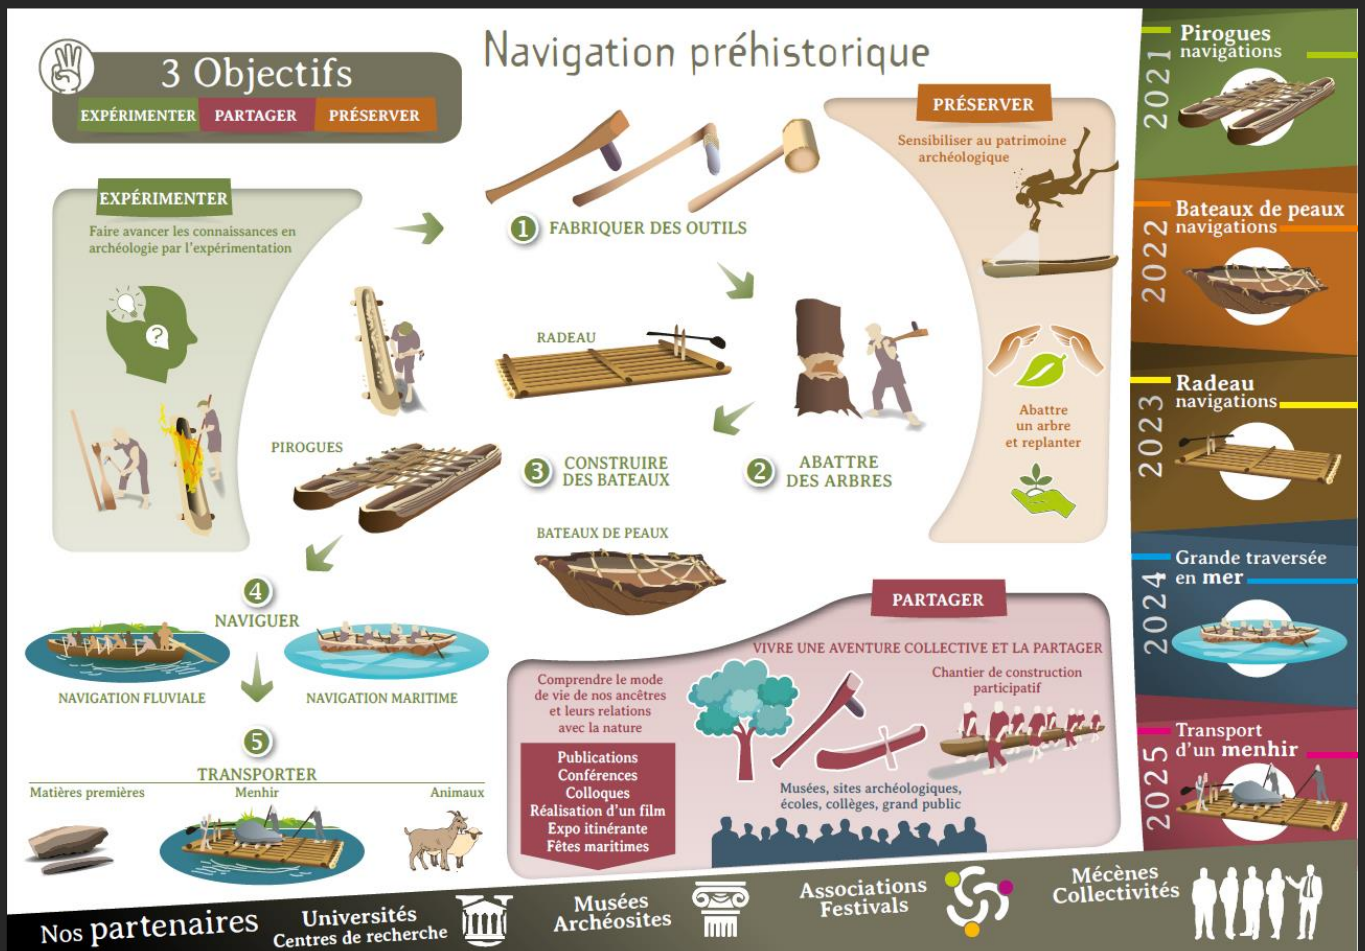 Navigation préhistorique
3 Objectifs
EXPÉRIMENTER PARTAGER PRÉSERVER
EXPÉRIMENTER
Faire avancer les connaissances en
archéologie par l'expérimentation
?
1 FABRIQUER DES OUTILS
2 ABATTRE
DES ARBRES
3 CONSTRUIRE
DES BATEAUX
RADEAU
PIROGUES
BATEAUX DE PEAUX
4
NAVIGUER
NAVIGATION FLUVIALE
NAVIGATION MARITIME
5
TRANSPORTER
Matières premières
Menhir
Animaux
PRÉSERVER
Sensibiliser au patrimoine
archéologique
Abattre
un arbre
et replanter
PARTAGER
VIVRE UNE AVENTURE COLLECTIVE ET LA PARTAGER
Comprendre le mode
de vie de nos ancêtres
et leurs relations
avec la nature
Publications
Conférences
Colloques
Réalisation d'un film
Expo itinérante
Fêtes maritimes
Chantier de construction
participatif
Musées, sites archéologiques,
écoles, collèges, grand public
2021
Pirogues
navigations
2022
Bateaux de peaux
navigations
2023
Radeau
navigations
2024
Grande traversée
en mer
2025
Transport
d'un menhir
Nos partenaires
Universités
Centres de recherche
Musées
Archéosites
Associations
Festivals
Mécènes
Collectivités